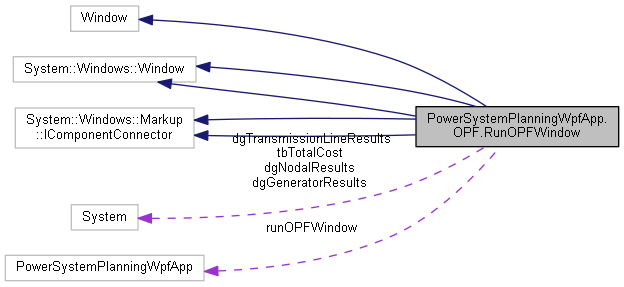 Window
System::Windows::Window
System::Windows::Markup
::IComponentConnector
PowerSystemPlanningWpfApp.
OPF.RunOPFWindow
dgTransmissionLineResults
tbTotalCost
dgNodalResults
dgGeneratorResults
System
runOPFWindow
PowerSystemPlanningWpfApp